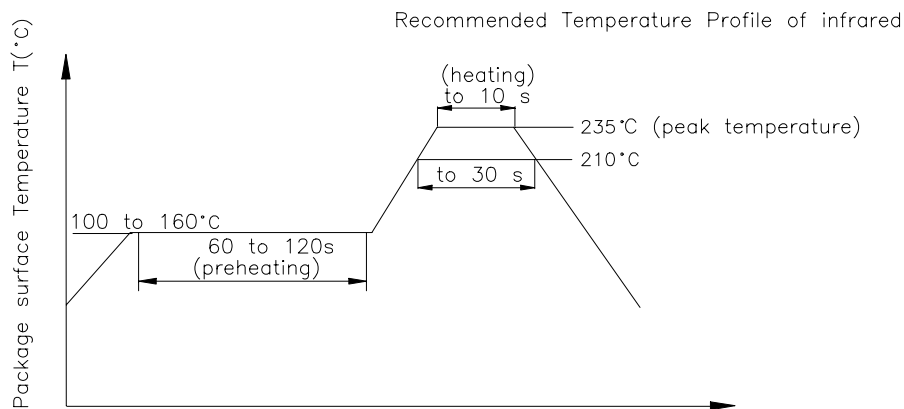 Recommended Temperature Profile of infrared
Package surface Temperature T(°C)
(heating)
to 10 s
235°C (peak temperature)
210°C
to 30 s
100 to 160°C
60 to 120s
(preheating)